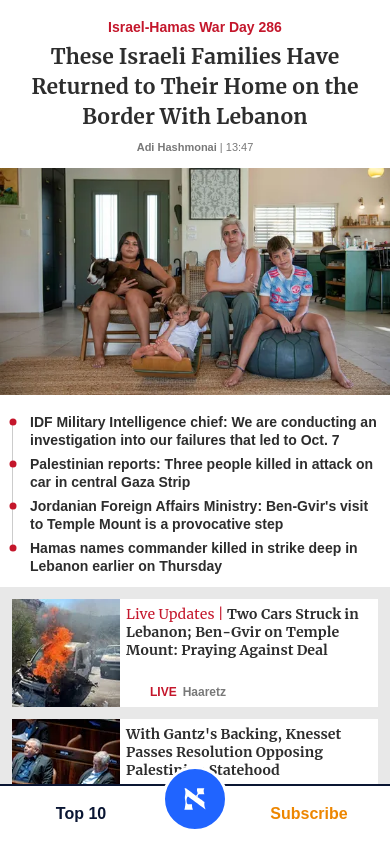 Israel-Hamas War Day 286
These Israeli Families Have
Returned to Their Home on the
Border With Lebanon
Adi Hashmonai | 13:47
IDF Military Intelligence chief: We are conducting an
investigation into our failures that led to Oct. 7
Palestinian reports: Three people killed in attack on
car in central Gaza Strip
Jordanian Foreign Affairs Ministry: Ben-Gvir's visit
to Temple Mount is a provocative step
Hamas names commander killed in strike deep in
Lebanon earlier on Thursday
Live Updates | Two Cars Struck in
Lebanon; Ben-Gvir on Temple
Mount: Praying Against Deal
LIVE Haaretz
With Gantz's Backing, Knesset
Passes Resolution Opposing
Palestinian Statehood
Top 10
Subscribe